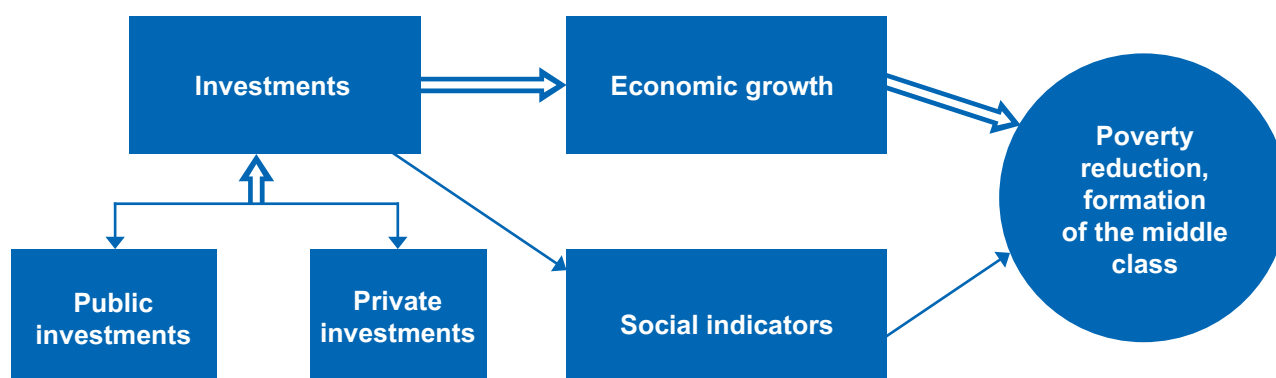 Investments
Economic growth
Poverty
reduction,
formation
of the middle
class
Public
investments
Private
investments
Social indicators